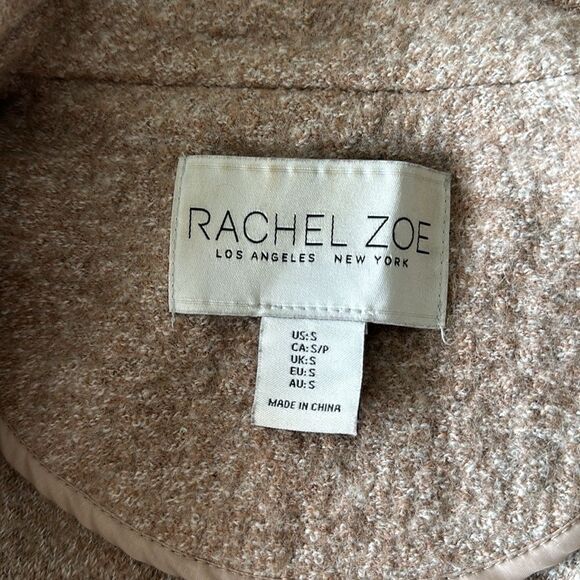 RACHEL ZOE
LOS ANGELES NEW YORK
US:S
CA:S/P
UK:S
EU:S
AU:S
MADE IN CHINA